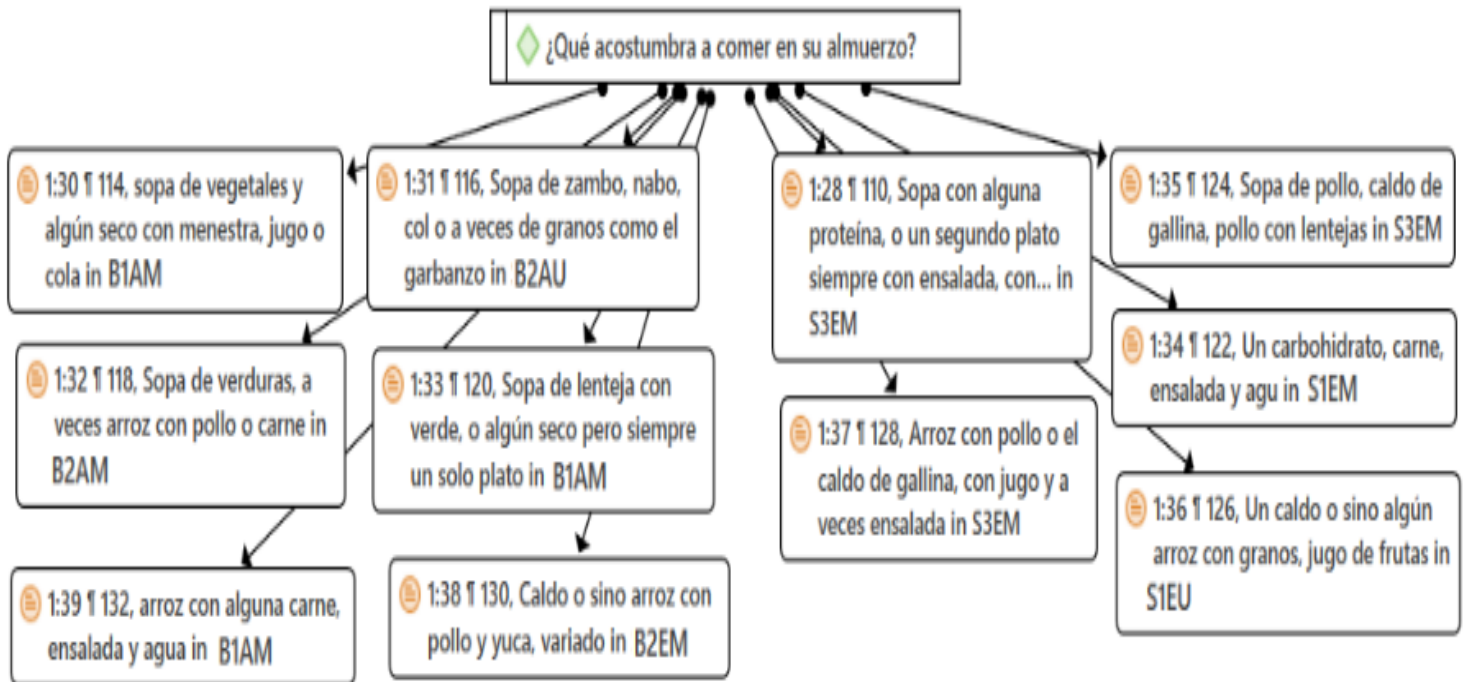 ¿Qué acostumbra a comer en su almuerzo?
1:30 ¶ 114, sopa de vegetales y
algún seco con menestra, jugo o
cola in B1AM
1:31 ¶ 116, Sopa de zambo, nabo,
col o a veces de granos como el
garbanzo in B2AU
1:28 ¶ 110, Sopa con alguna
proteína, o un segundo plato
siempre con ensalada, con... in
S3EM
1:35 ¶ 124, Sopa de pollo, caldo de
gallina, pollo con lentejas in S3EM
1:32 ¶ 118, Sopa de verduras, a
veces arroz con pollo o carne in
B2AM
1:33 ¶ 120, Sopa de lenteja con
verde, o algún seco pero siempre
un solo plato in B1AM
1:37 ¶ 128, Arroz con pollo o el
caldo de gallina, con jugo y a
veces ensalada in S3EM
1:34 ¶ 122, Un carbohidrato, carne,
ensalada y agu in S1EM
1:39 ¶ 132, arroz con alguna carne,
ensalada y agua in B1AM
1:38 ¶ 130, Caldo o sino arroz con
pollo y yuca, variado in B2EM
1:36 ¶ 126, Un caldo o sino algún
arroz con granos, jugo de frutas in
S1EU